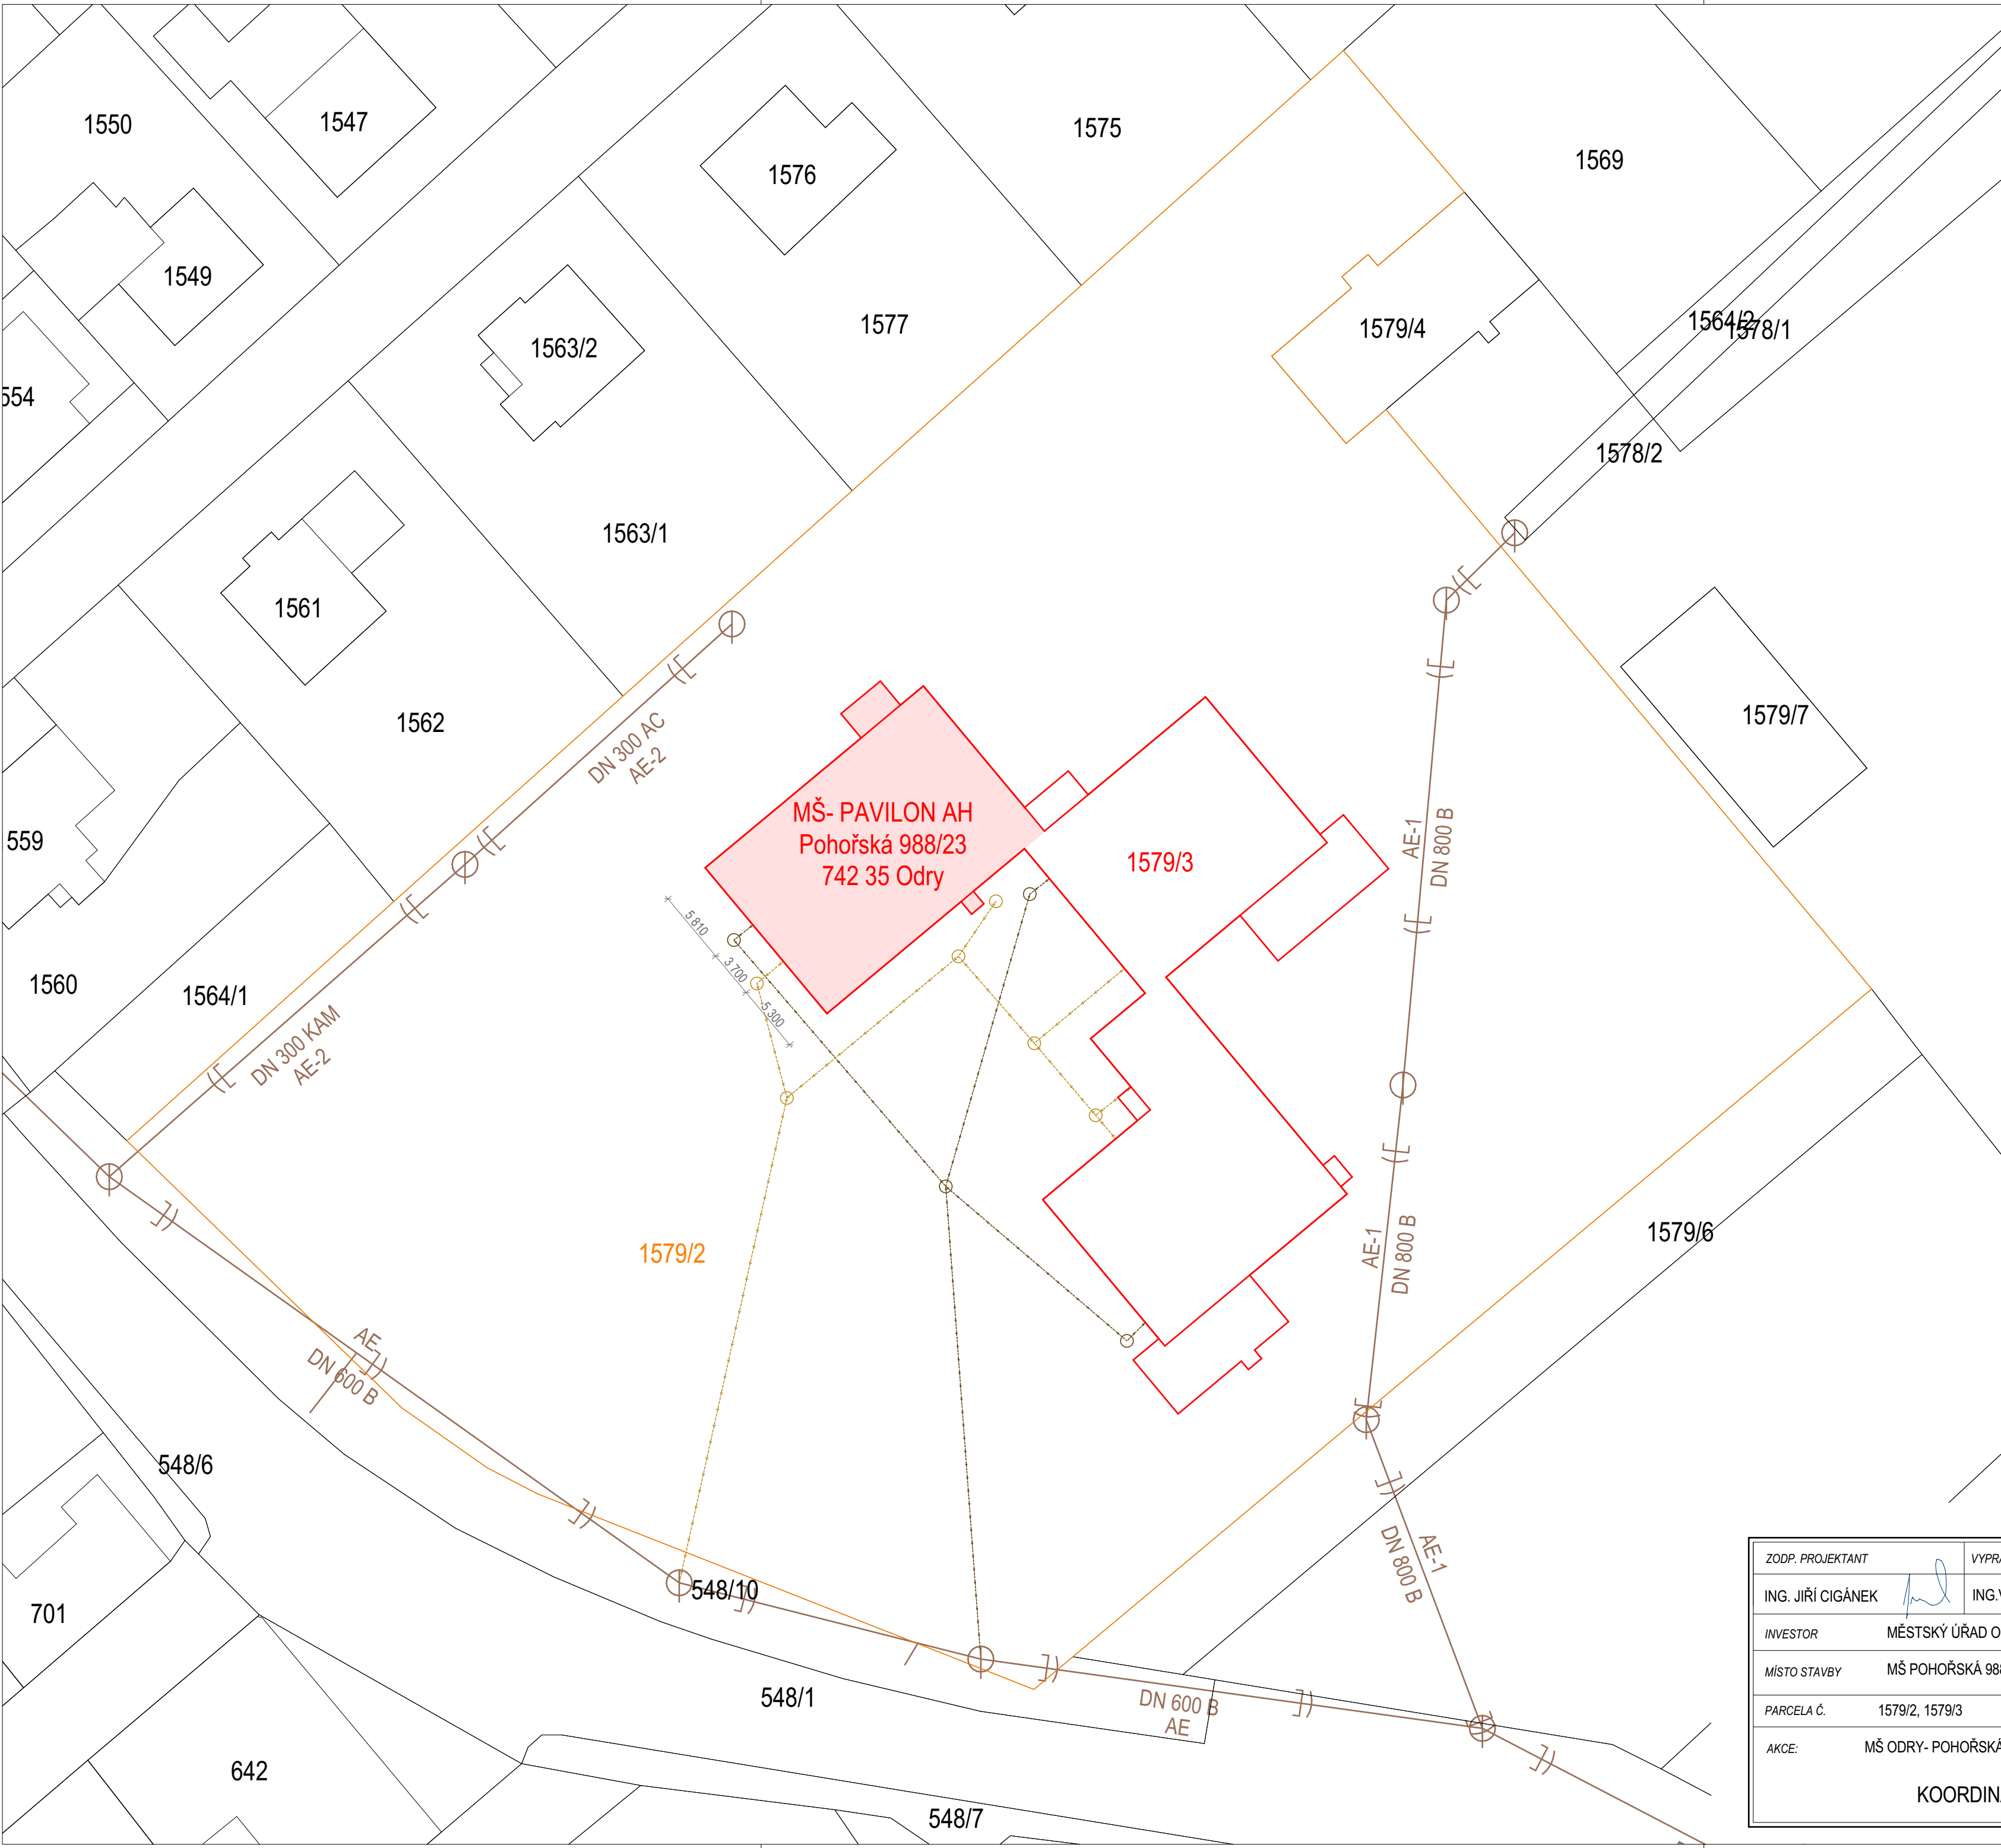 1550
1547
1575
1569
1576
1549
1577
1579/4
1564/2
1578/1
1563/2
554
1578/2
1563/1
1561
1562
1579/7
DN 300 AC
AE-2
MŠ- PAVILON AH
Pohořská 988/23
742 35 Odry
1579/3
AE-1
DN 800 B
559
5 810
3 700
5 300
1560
1564/1
DN 300 KAM
AE-2
1579/2
AE-1
DN 800 B
1579/6
AE
DN 600 B
548/6
AE-1
DN 800 B
548/10
701
548/1
DN 600 B
AE
642
548/7
ZODP. PROJEKTANT
ING. JIŘÍ CIGÁNEK
INVESTOR MĚSTSKÝ ÚŘAD
MÍSTO STAVBY MŠ POHOŘSKÁ
PARCELA Č. 1579/2, 1579/3
AKCE: MŠ ODRY- POHOŘSKÁ